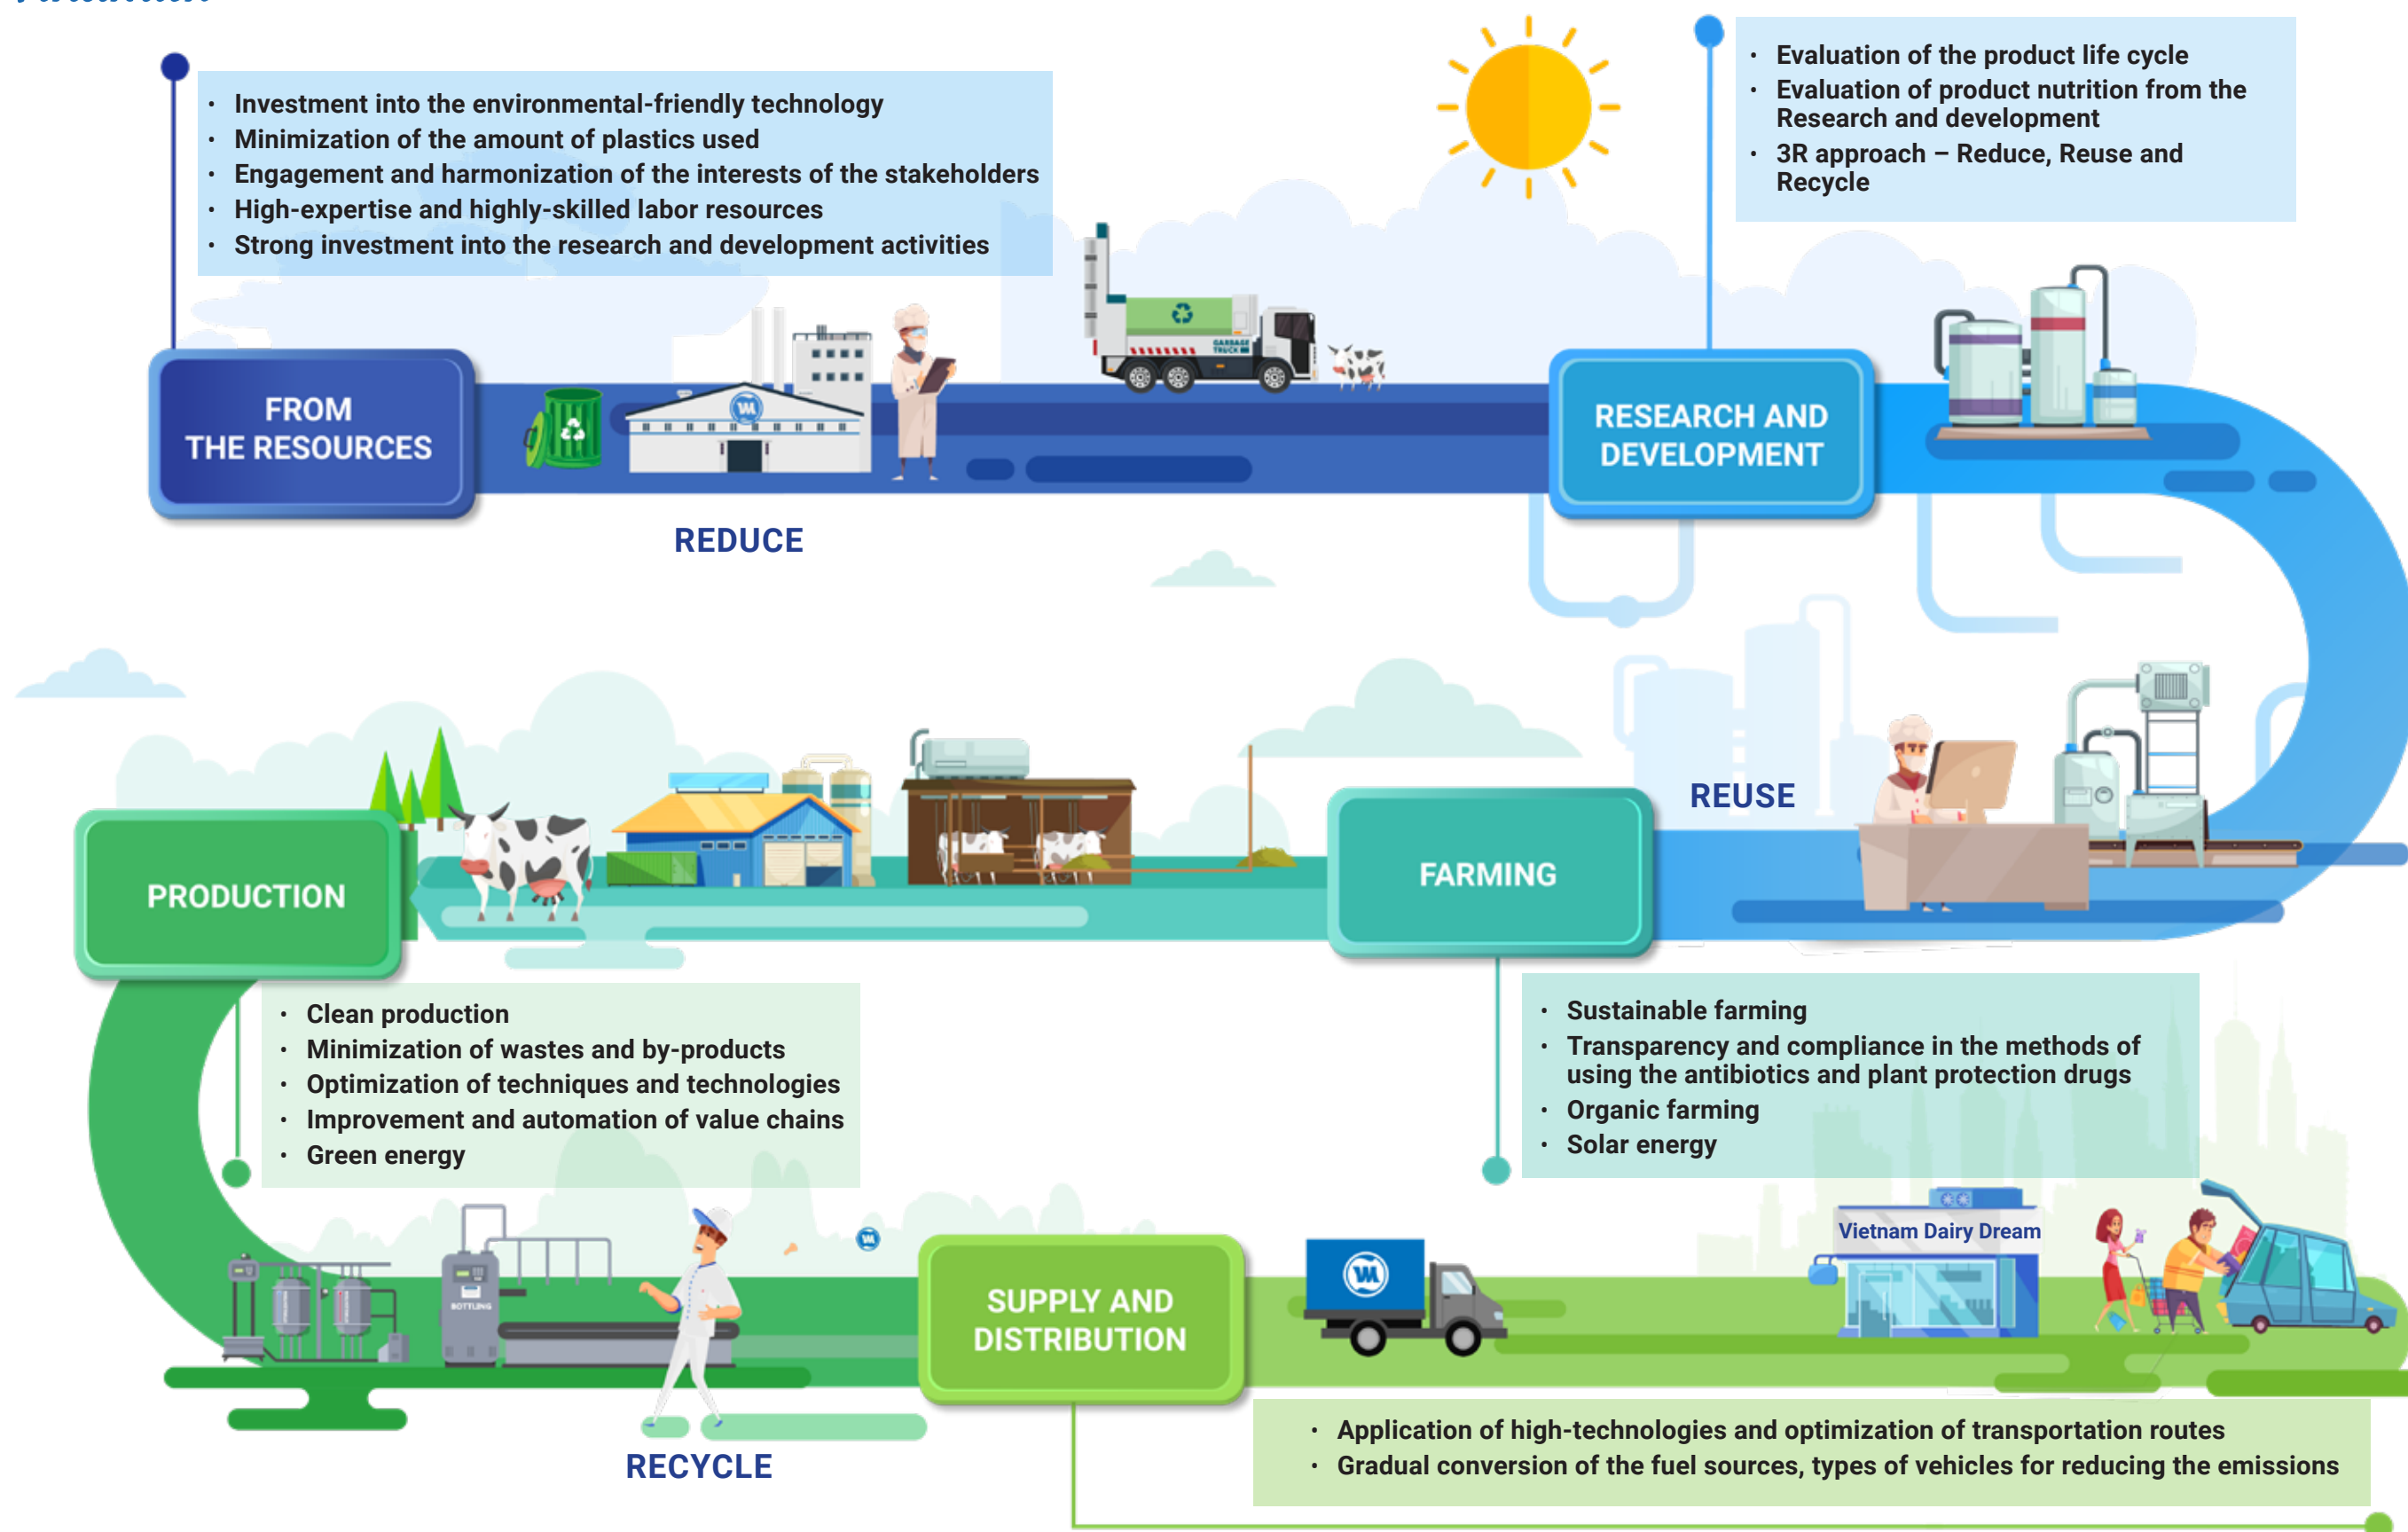 • Investment into the environmental-friendly technology
• Minimization of the amount of plastics used
• Engagement and harmonization of the interests of the stakeholders
• High-expertise and highly-skilled labor resources
• Strong investment into the research and development activities
• Evaluation of the product life cycle
• Evaluation of product nutrition from the
Research and development
• 3R approach – Reduce, Reuse and
Recycle
GARBAGE
TRUCK
FROM
THE RESOURCES
RESEARCH AND
DEVELOPMENT
REDUCE
REUSE
PRODUCTION
FARMING
• Clean production
• Minimization of wastes and by-products
• Optimization of techniques and technologies
• Improvement and automation of value chains
• Green energy
• Sustainable farming
• Transparency and compliance in the methods of
using the antibiotics and plant protection drugs
• Organic farming
• Solar energy
Vietnam Dairy Dream
BOTTLING
SUPPLY AND
DISTRIBUTION
RECYCLE
• Application of high-technologies and optimization of transportation routes
• Gradual conversion of the fuel sources, types of vehicles for reducing the emissions